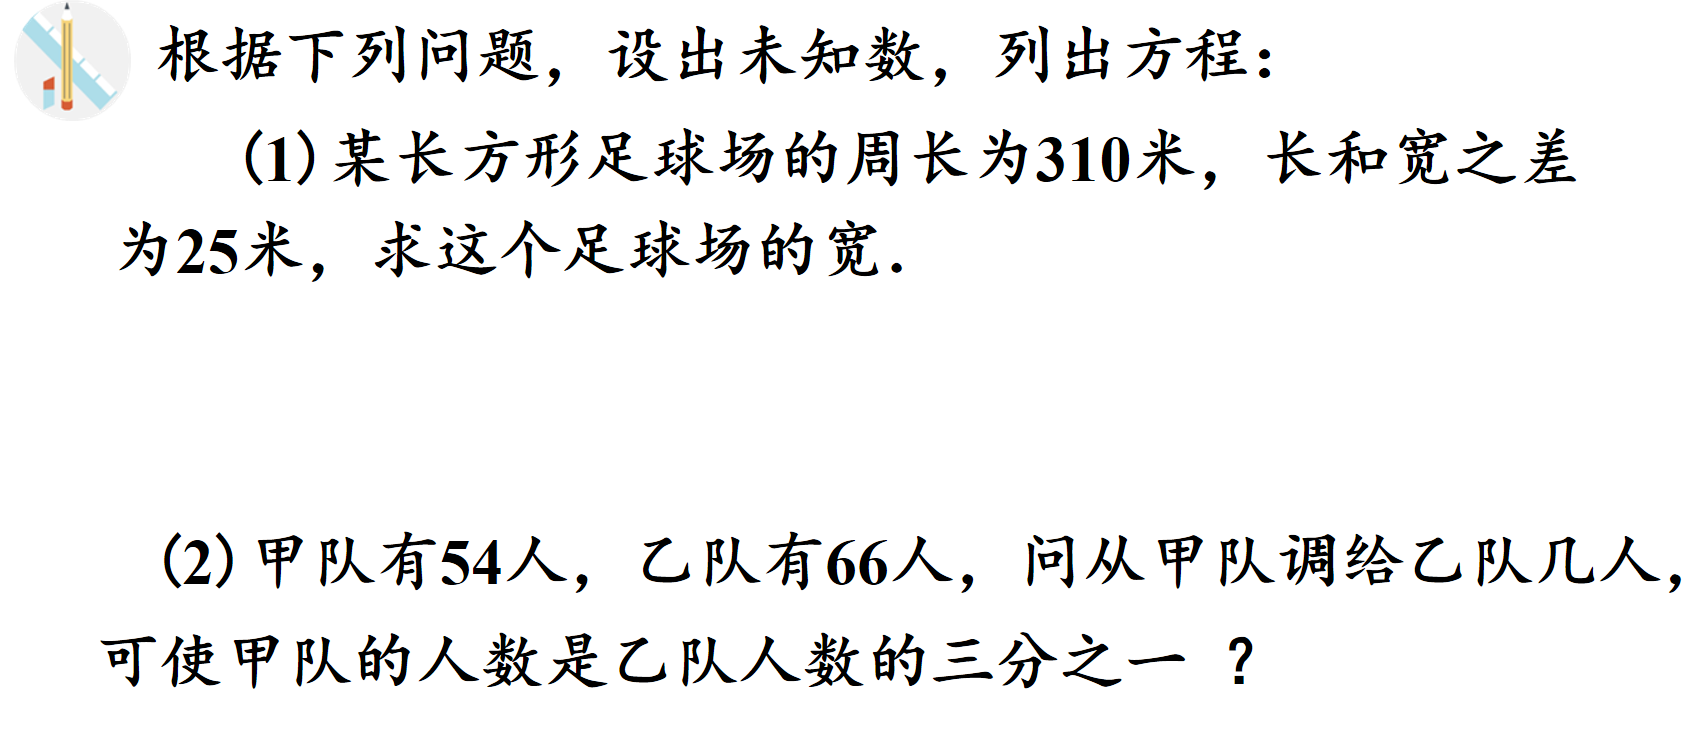 根据下列问题，设出未知数，列出方程：
(1)某长方形足球场的周长为310米，长和宽之差
为25米，求这个足球场的宽.
(2)甲队有54人，乙队有66人，问从甲队调给乙队几人，
可使甲队的人数是乙队人数的三分之一 ？